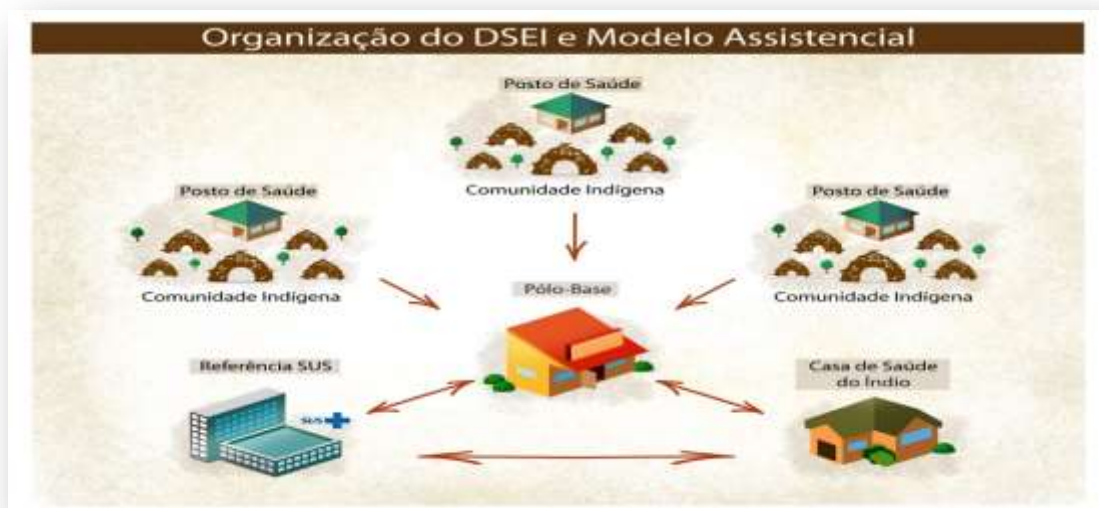 Organização do DSEI e Modelo Assistencial
Posto de Saúde
Comunidade Indígena
Posto de Saúde
Comunidade Indígena
Posto de Saúde
Comunidade Indígena
Pólo-Base
Referência SUS
SUS
Casa de Saúde
do Índio